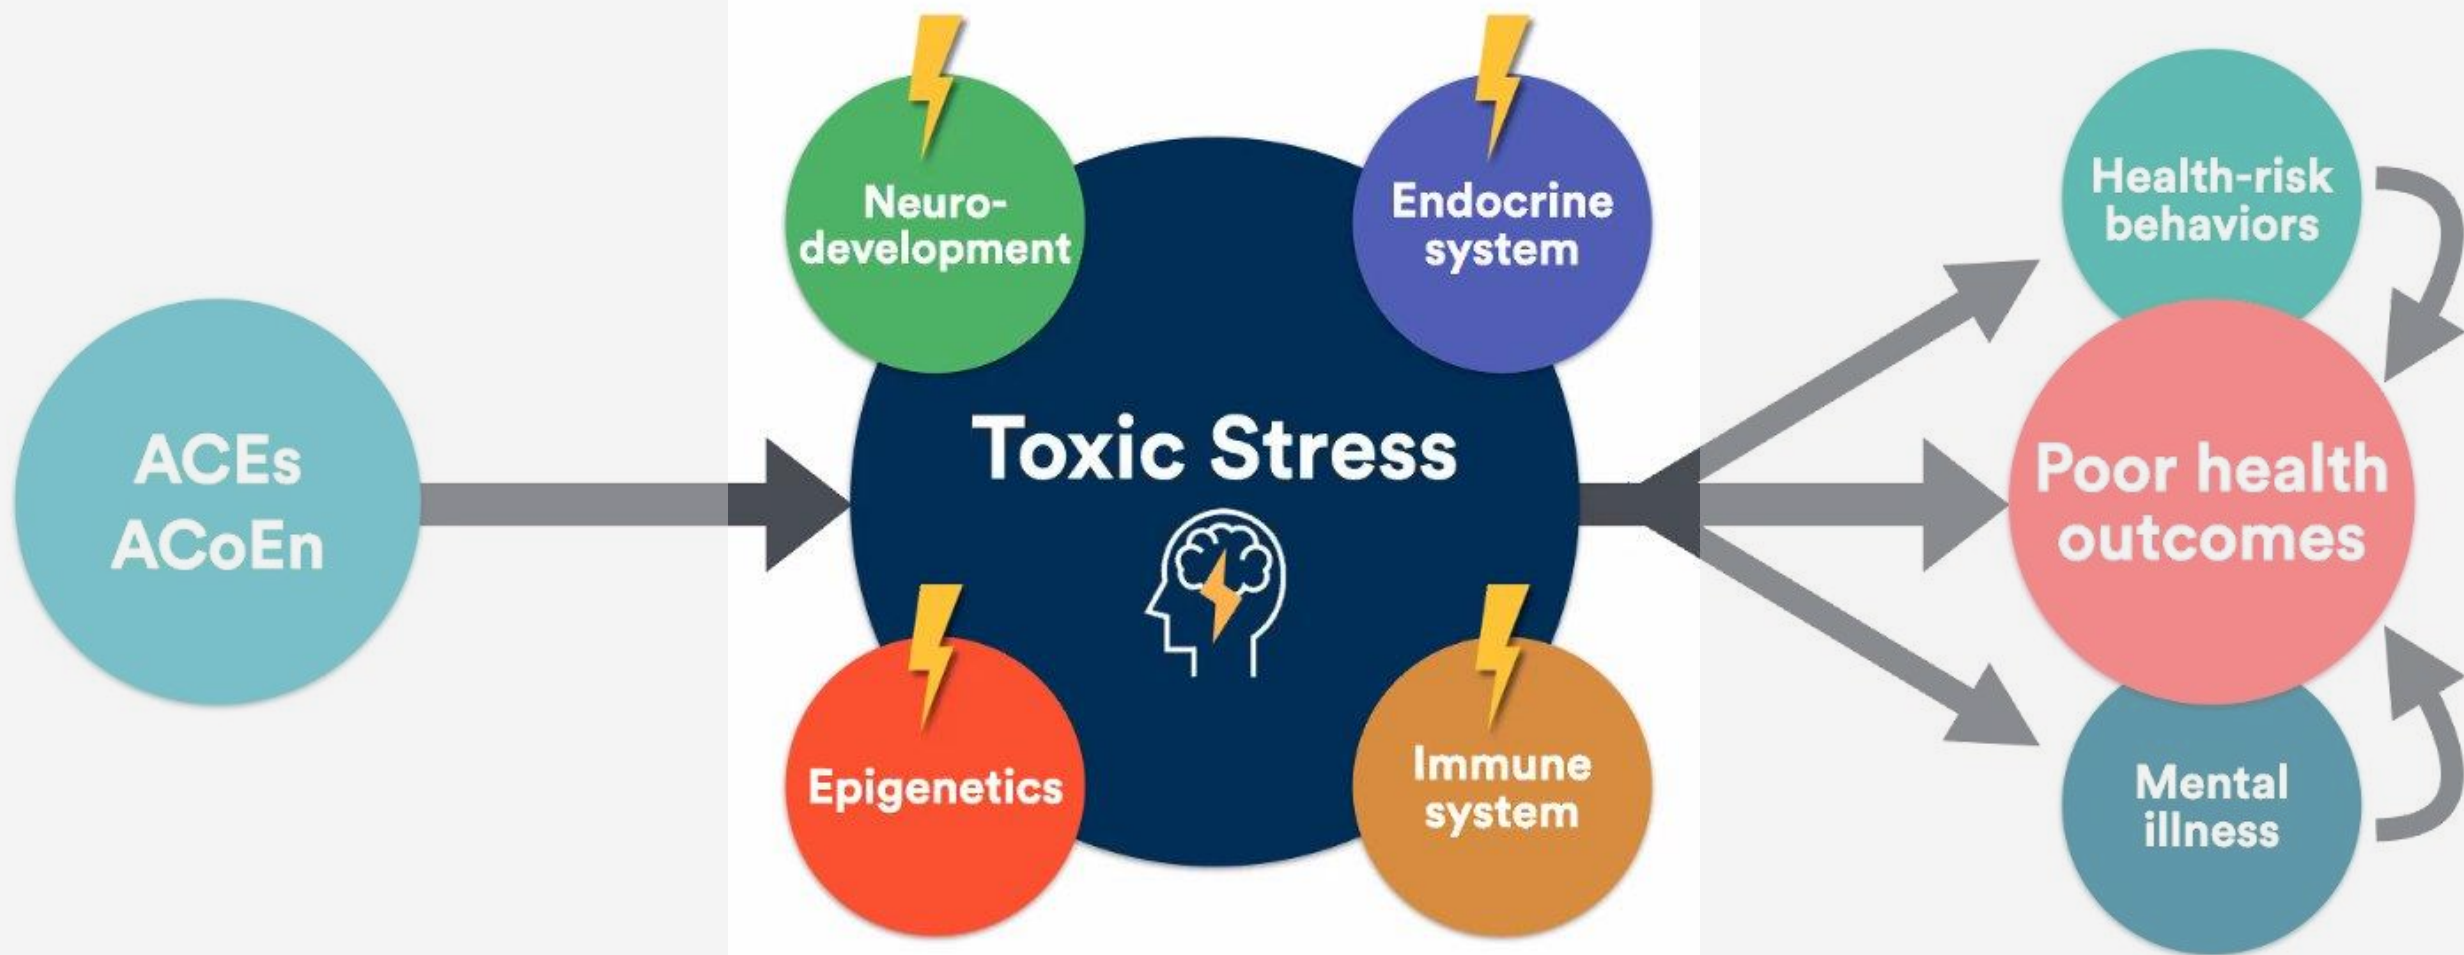 ACEs
ACoEn
Neuro-
development
Endocrine
system
Toxic Stress
Epigenetics
Immune
system
Health-risk
behaviors
Poor health
outcomes
Mental
illness